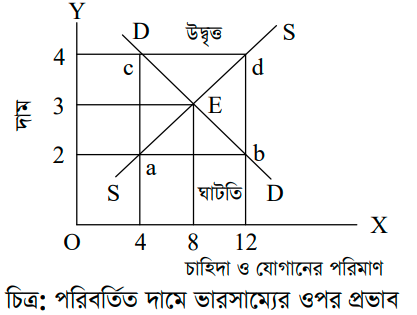 Y
D
উদ্বৃত্ত
S
4
c
d
দাম
3
E
2
a
b
S
ঘাটতি
D
X
O
4
8
12
চাহিদা ও যোগানের পরিমাণ
চিত্র: পরিবর্তিত দামে ভারসাম্যের ওপর প্রভাব